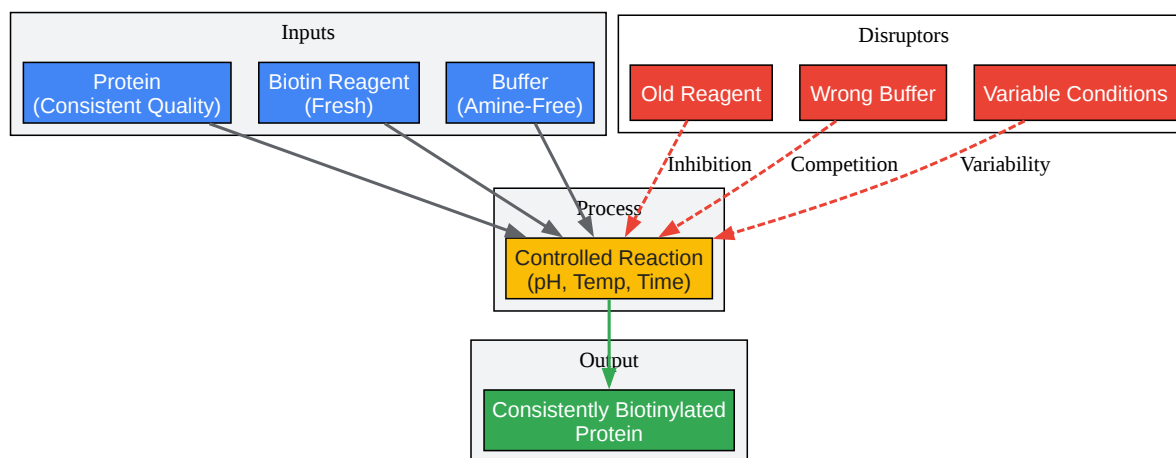 Inputs
Disruptors
Protein
(Consistent Quality)
Biotin Reagent
(Fresh)
Buffer
(Amine-Free)
Old Reagent
Wrong Buffer
Variable Conditions
Inhibition
Competition
Variability
Process
Controlled Reaction
(pH, Temp, Time)
Output
Consistently Biotinylated
Protein